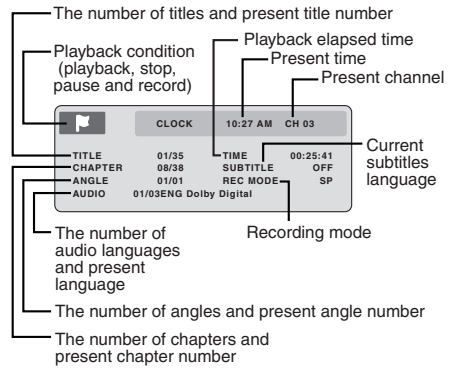 The number of titles and present title number
Playback condition
(playback, stop,
pause and record)
Playback elapsed time
Present time
Present channel
CLOCK 10:27 AM CH 03
TITLE 01/35 TIME 00:25:41
CHAPTER 08/38 SUBTITLE OFF
ANGLE 01/01 REC MODE SP
AUDIO 01/03ENG Dolby Digital
Current
subtitles
language
The number of
audio languages
and present
language
Recording mode
The number of angles and present angle number
The number of chapters and
present chapter number